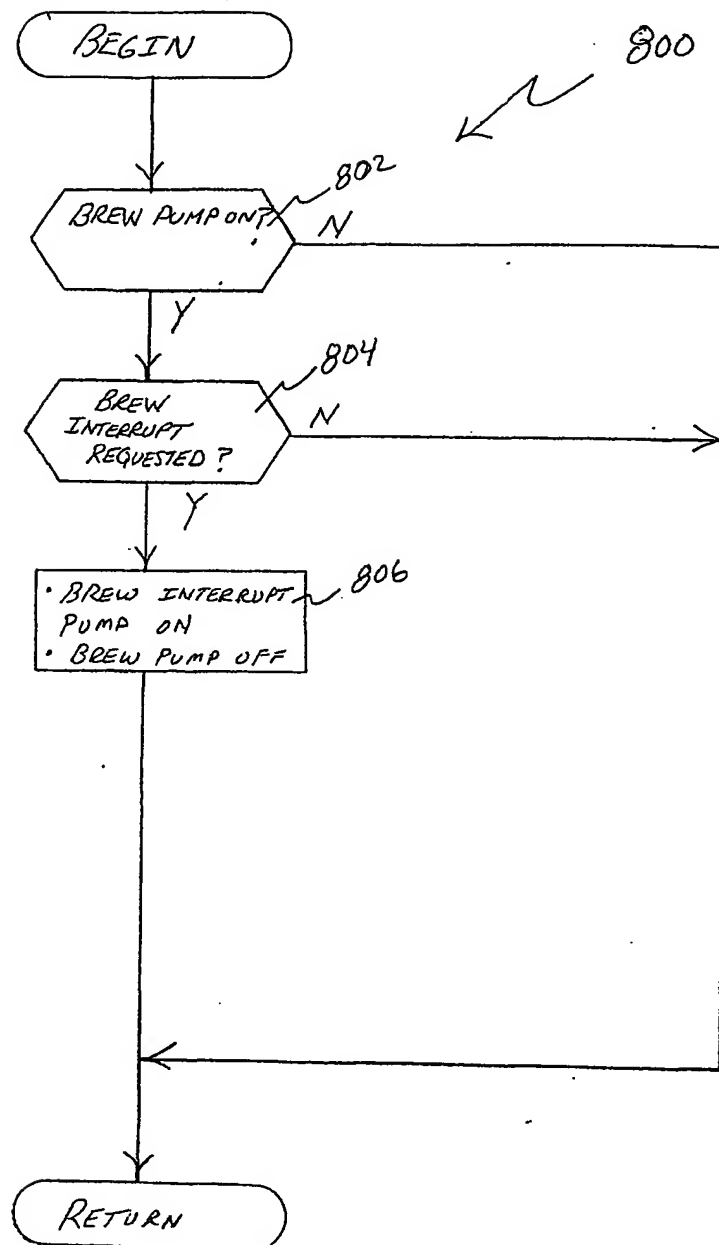 BEGIN
800
802
BREW PUMP ON?
N
Y
804
BREW
INTERRUPT
REQUESTED?
N
Y
806
• BREW INTERRUPT
PUMP ON
• BREW PUMP OFF
RETURN